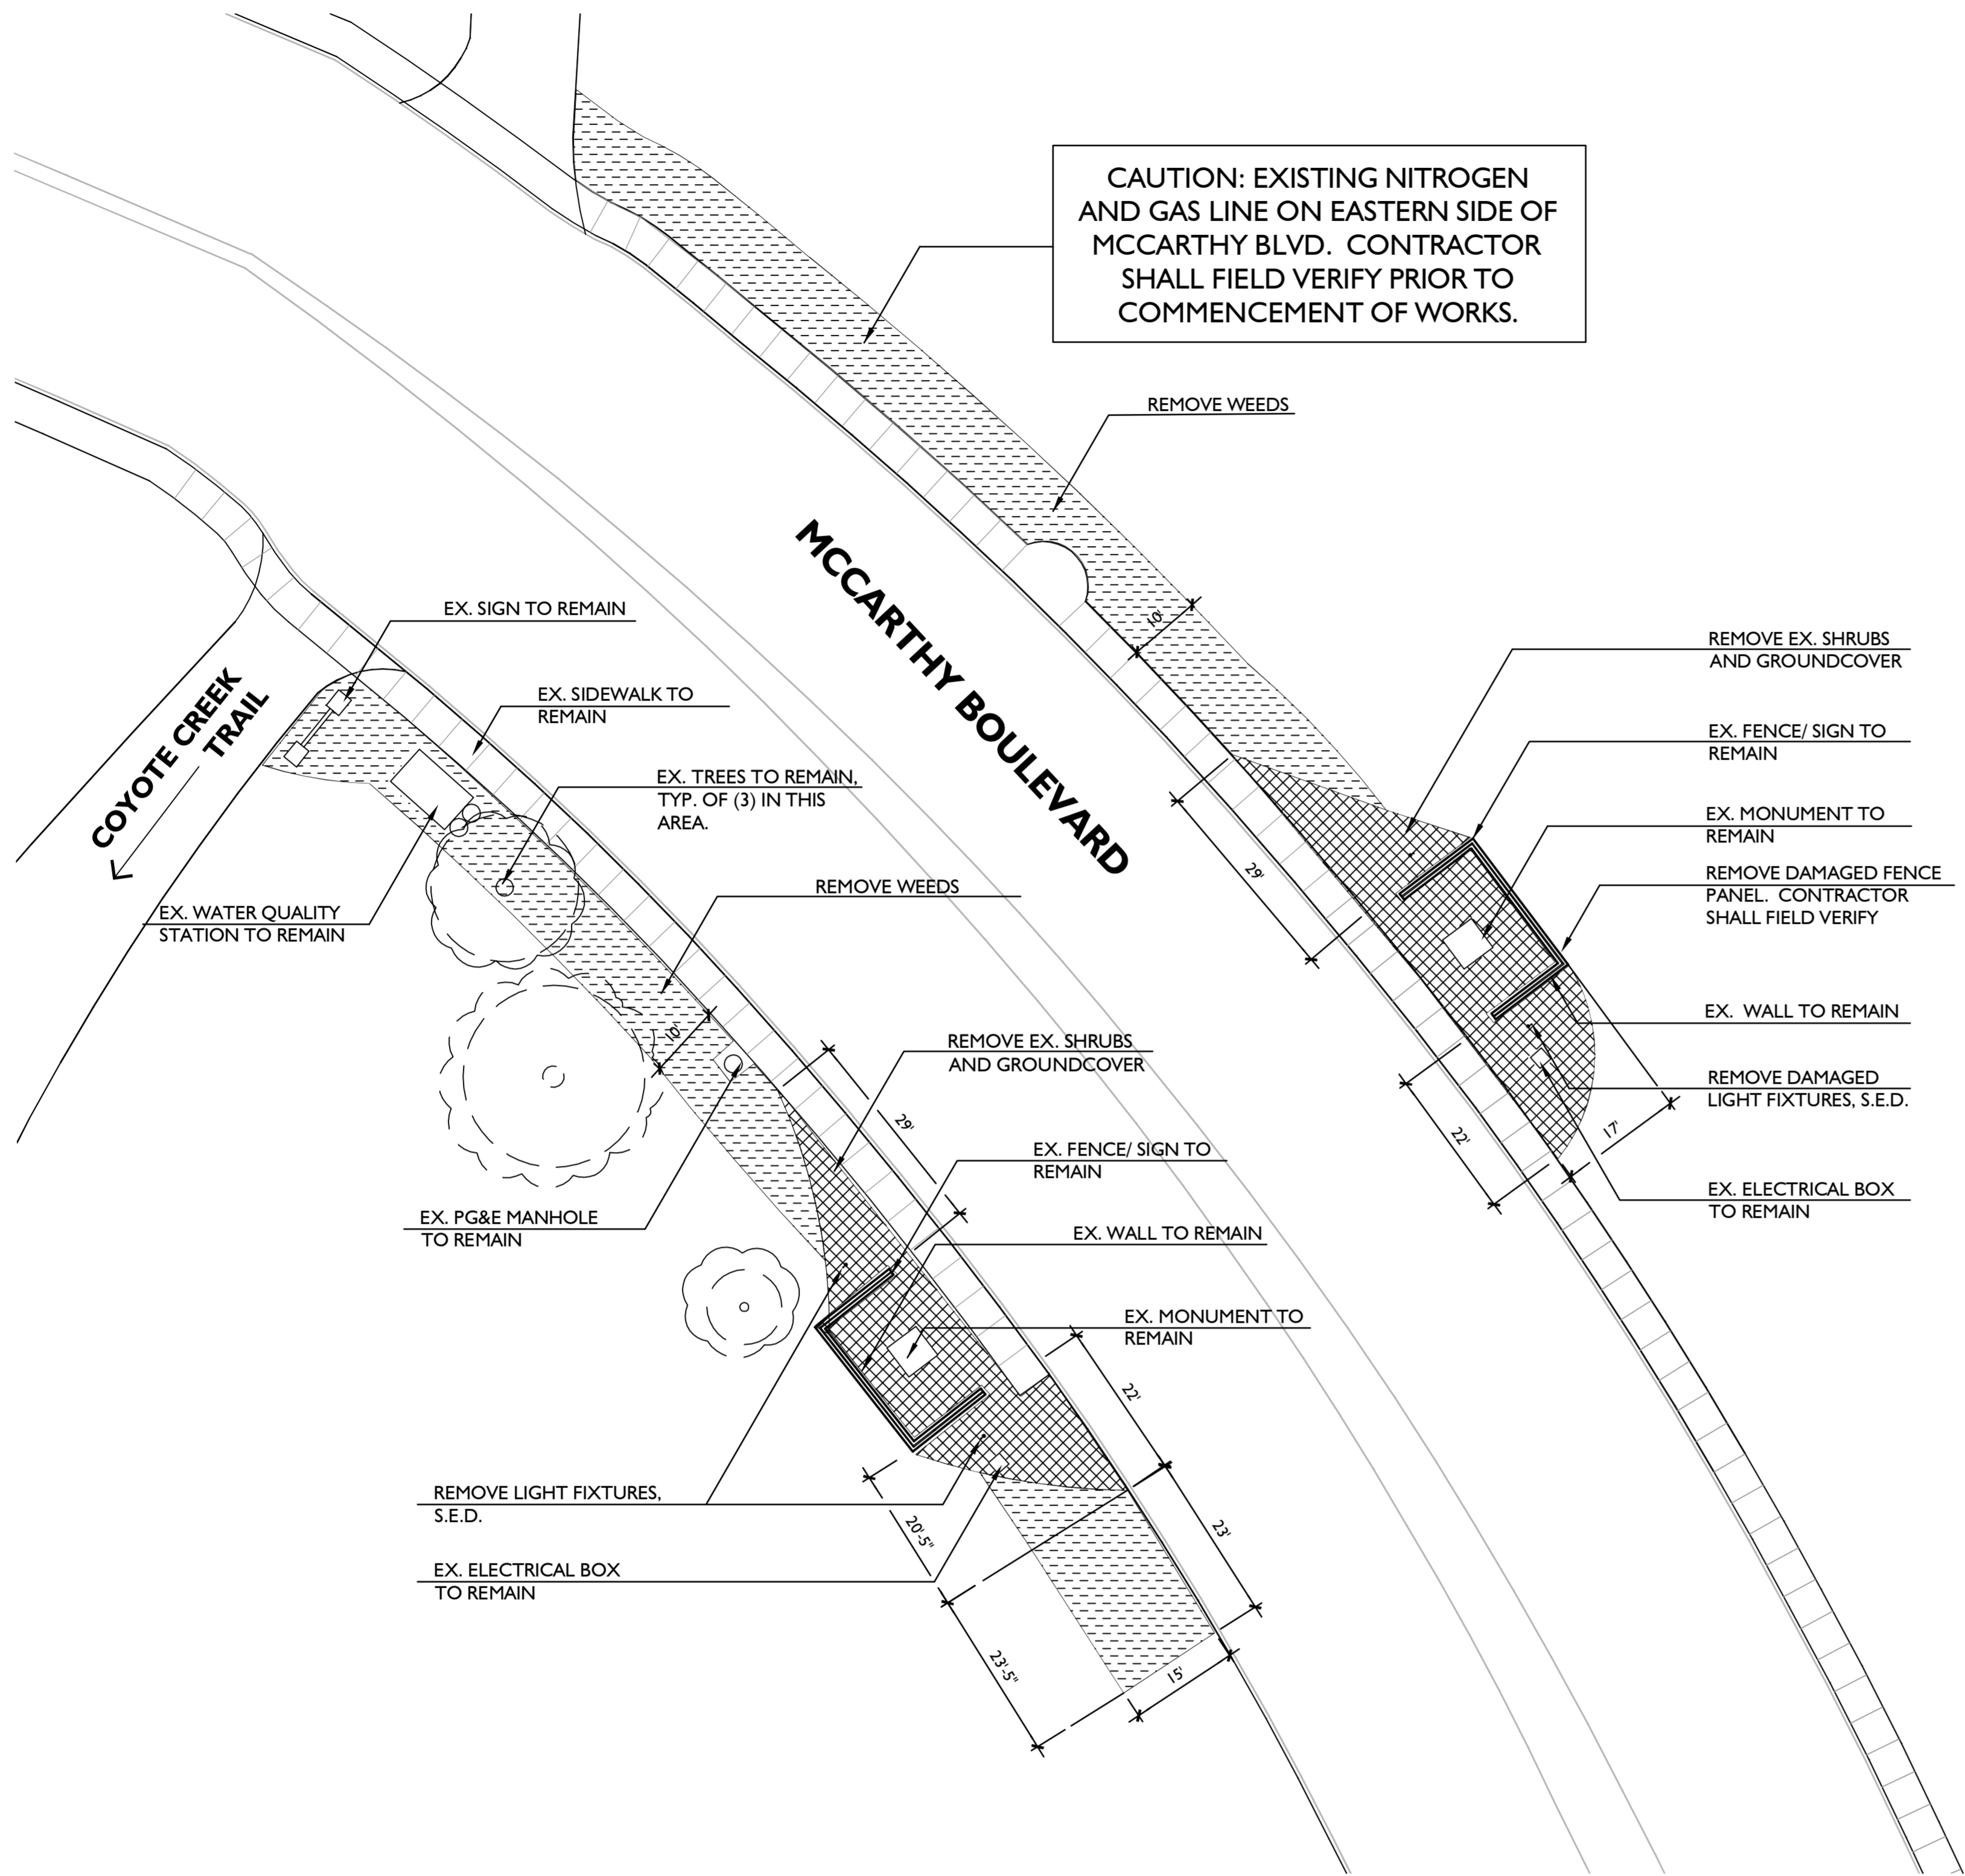 CAUTION: EXISTING NITROGEN
AND GAS LINE ON EASTERN SIDE OF
MCCARTHY BLVD.  CONTRACTOR
SHALL FIELD VERIFY PRIOR TO
COMMENCEMENT OF WORKS.
REMOVE WEEDS
MCCARTHY BOULEVARD
10'
EX. SIGN TO REMAIN
EX. SIDEWALK TO
REMAIN
COYOTE CREEK
TRAIL
EX. TREES TO REMAIN,
TYP. OF (3) IN THIS
AREA.
EX. WATER QUALITY
STATION TO REMAIN
REMOVE WEEDS
10'
REMOVE EX. SHRUBS
AND GROUNDCOVER
EX. FENCE/ SIGN TO
REMAIN
EX. MONUMENT TO
REMAIN
REMOVE DAMAGED FENCE
PANEL.  CONTRACTOR
SHALL FIELD VERIFY
EX.  WALL TO REMAIN
REMOVE DAMAGED
LIGHT FIXTURES, S.E.D.
EX. ELECTRICAL BOX
TO REMAIN
29'
22'
17'
REMOVE EX. SHRUBS
AND GROUNDCOVER
29'
EX. FENCE/ SIGN TO
REMAIN
EX. PG&E MANHOLE
TO REMAIN
EX. WALL TO REMAIN
EX. MONUMENT TO
REMAIN
22'
REMOVE LIGHT FIXTURES,
S.E.D.
20'-5"
23'
EX. ELECTRICAL BOX
TO REMAIN
23'-5"
15'